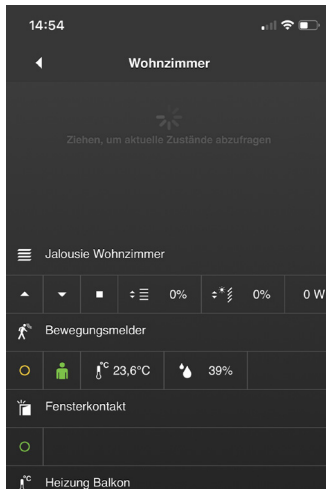 14:54
Wohnzimmer
Ziehen, um aktuelle Zustände abzufragen
Jalousie Wohnzimmer
0% 0% 0 W
Bewegungsmelder
°C 23,6°C 39%
Fensterkontakt
°C Heizung Balkon